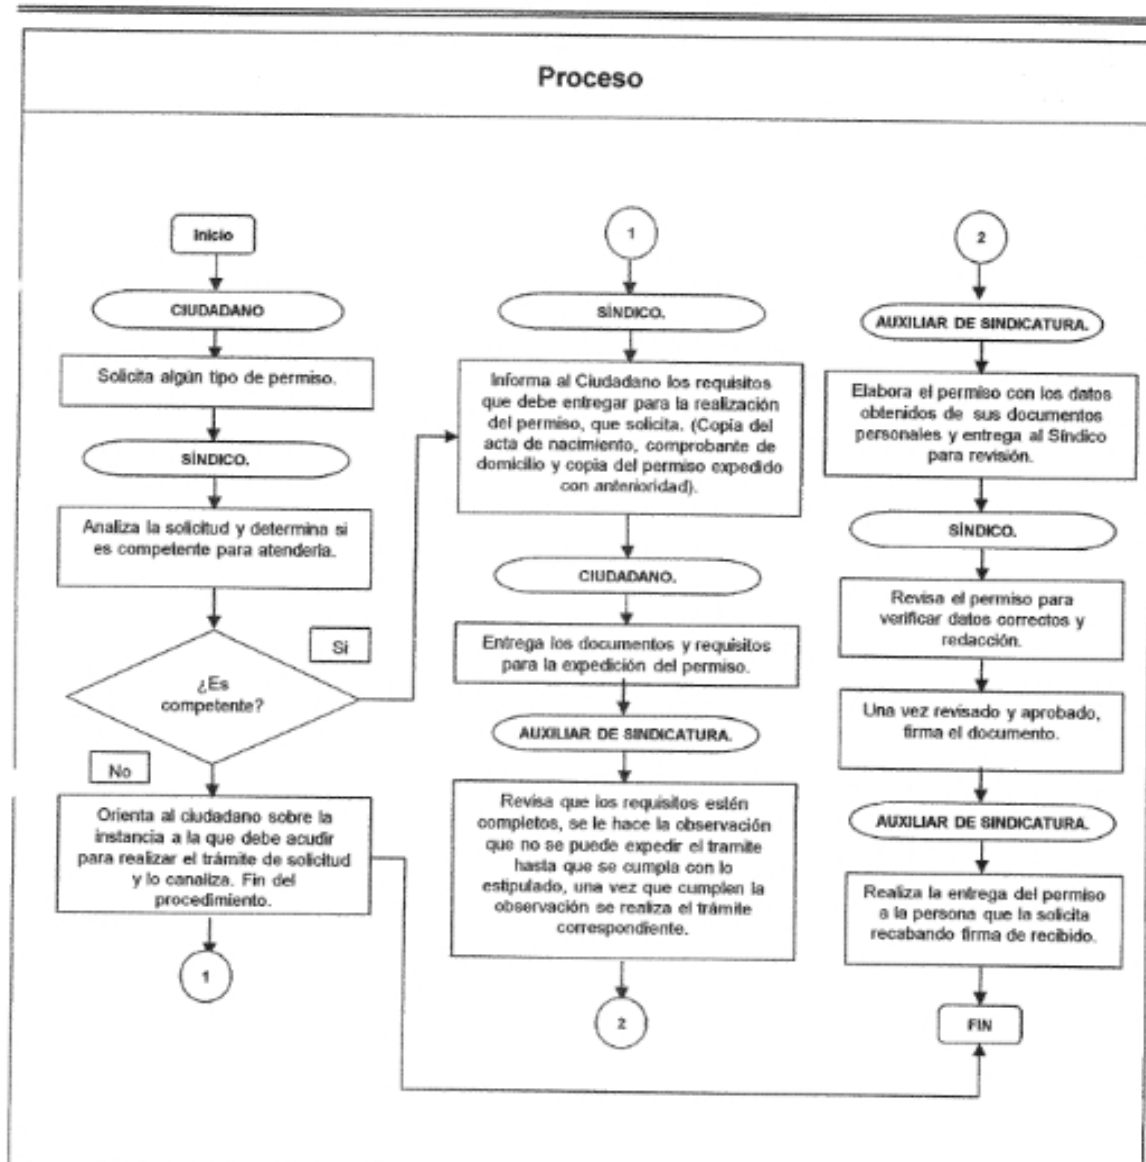 Proceso
Inicio
CIUDADANO
Solicita algún tipo de permiso.
SÍNDICO.
Analiza la solicitud y determina si
es competente para atenderla.
Si
¿Es
competente?
No
Orienta al ciudadano sobre la
instancia a la que debe acudir
para realizar el trámite de solicitud
y lo canaliza. Fin del
procedimiento.
1
1
SÍNDICO.
Informa al Ciudadano los requisitos
que debe entregar para la realización
del permiso, que solicita. (Copia del
acta de nacimiento, comprobante de
domicilio y copia del permiso expedido
con anterioridad).
CIUDADANO.
Entrega los documentos y requisitos
para la expedición del permiso.
AUXILIAR DE SINDICATURA.
Revisa que los requisitos estén
completos, se le hace la observación
que no se puede expedir el tramite
hasta que se cumpla con lo
estipulado, una vez que cumplen la
observación se realiza el trámite
correspondiente.
2
2
AUXILIAR DE SINDICATURA.
Elabora el permiso con los datos
obtenidos de sus documentos
personales y entrega al Síndico
para revisión.
SÍNDICO.
Revisa el permiso para
verificar datos correctos y
redacción.
Una vez revisado y aprobado,
firma el documento.
AUXILIAR DE SINDICATURA.
Realiza la entrega del permiso
a la persona que la solicita
recabando firma de recibido.
FIN